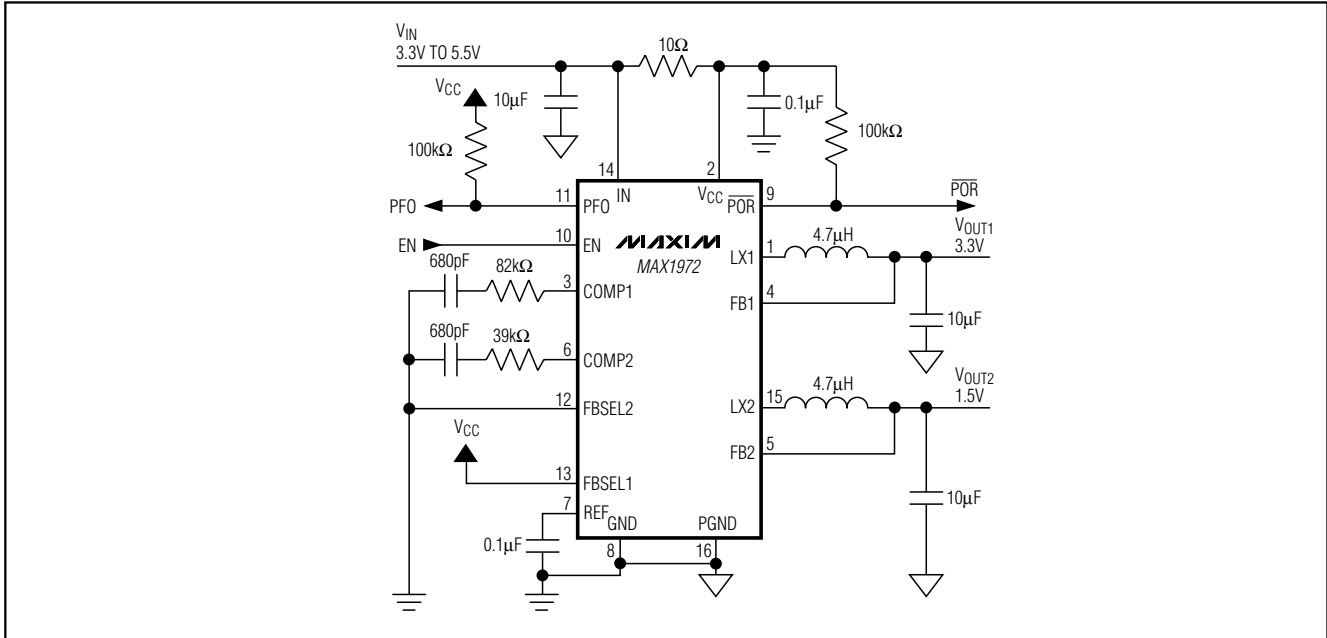 VIN
3.3V TO 5.5V
10Ω
VCC
10µF
0.1µF
100kΩ
100kΩ
14
2
IN
VCC
POR
9
POR
PFO
11
PFO
EN
10
EN
MAXIM
MAX1972
LX1
1
4.7µH
VOUT1
3.3V
680pF
82kΩ
3
COMP1
FB1
4
10µF
680pF
39kΩ
6
COMP2
4.7µH
VOUT2
1.5V
LX2
15
12
FBSEL2
VCC
FB2
5
13
FBSEL1
10µF
7
REF
GND
PGND
0.1µF
8
16